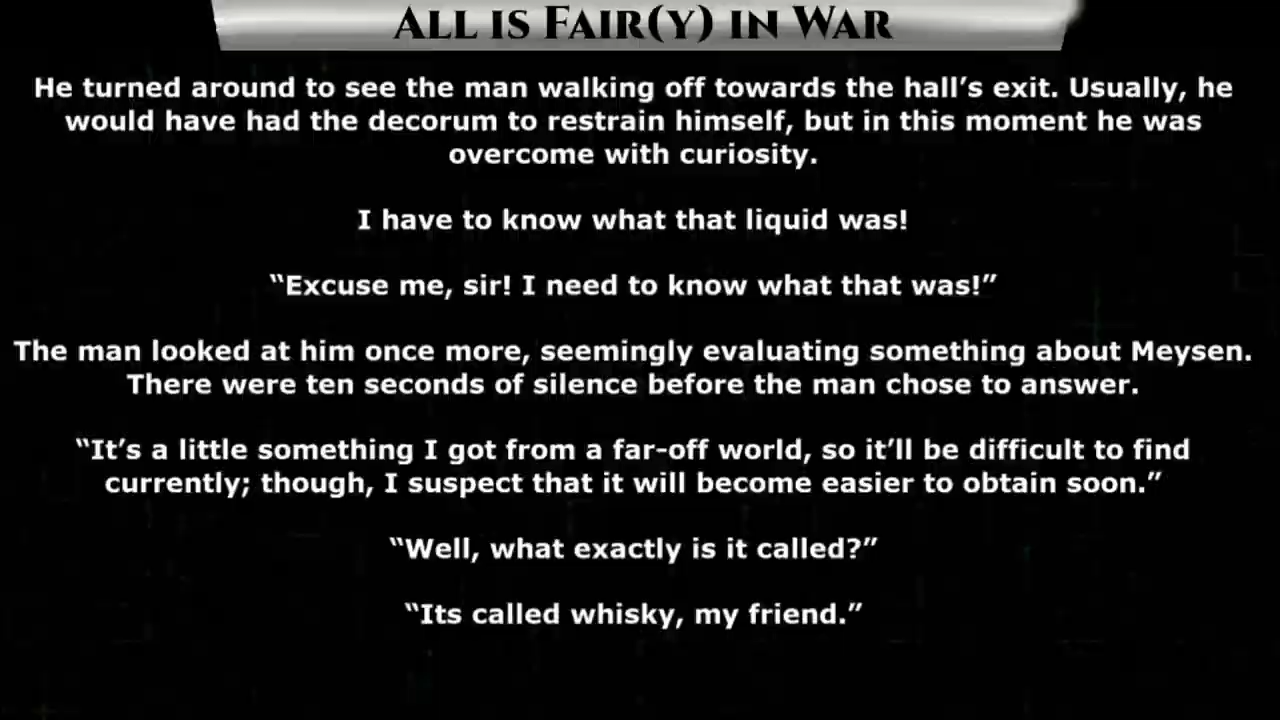 ALL IS FAIR(Y) IN WAR
He turned around to see the man walking off towards the hall’s exit. Usually, he
would have had the decorum to restrain himself, but in this moment he was
overcome with curiosity.
I have to know what that liquid was!
“Excuse me, sir! I need to know what that was!”
The man looked at him once more, seemingly evaluating something about Meysen.
There were ten seconds of silence before the man chose to answer.
“It’s a little something I got from a far-off world, so it’ll be difficult to find
currently; though, I suspect that it will become easier to obtain soon.”
“Well, what exactly is it called?”
“Its called whisky, my friend.”